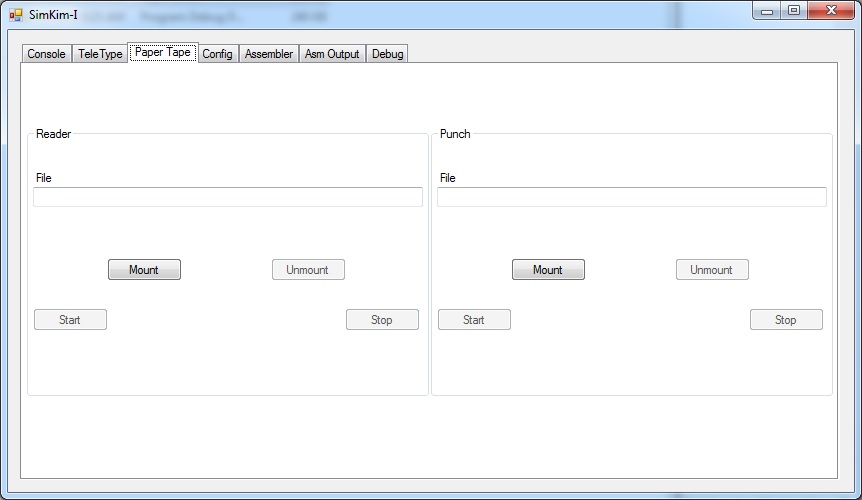 SimKim-I
Console TeleType Paper Tape Config Assembler Asm Output Debug
Reader
File
Mount Unmount
Start Stop
Punch
File
Mount Unmount
Start Stop